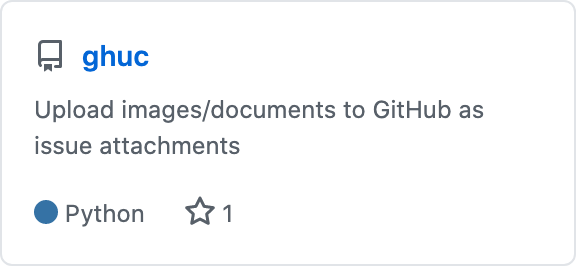 ghuc
Upload images/documents to GitHub as
issue attachments
Python 1